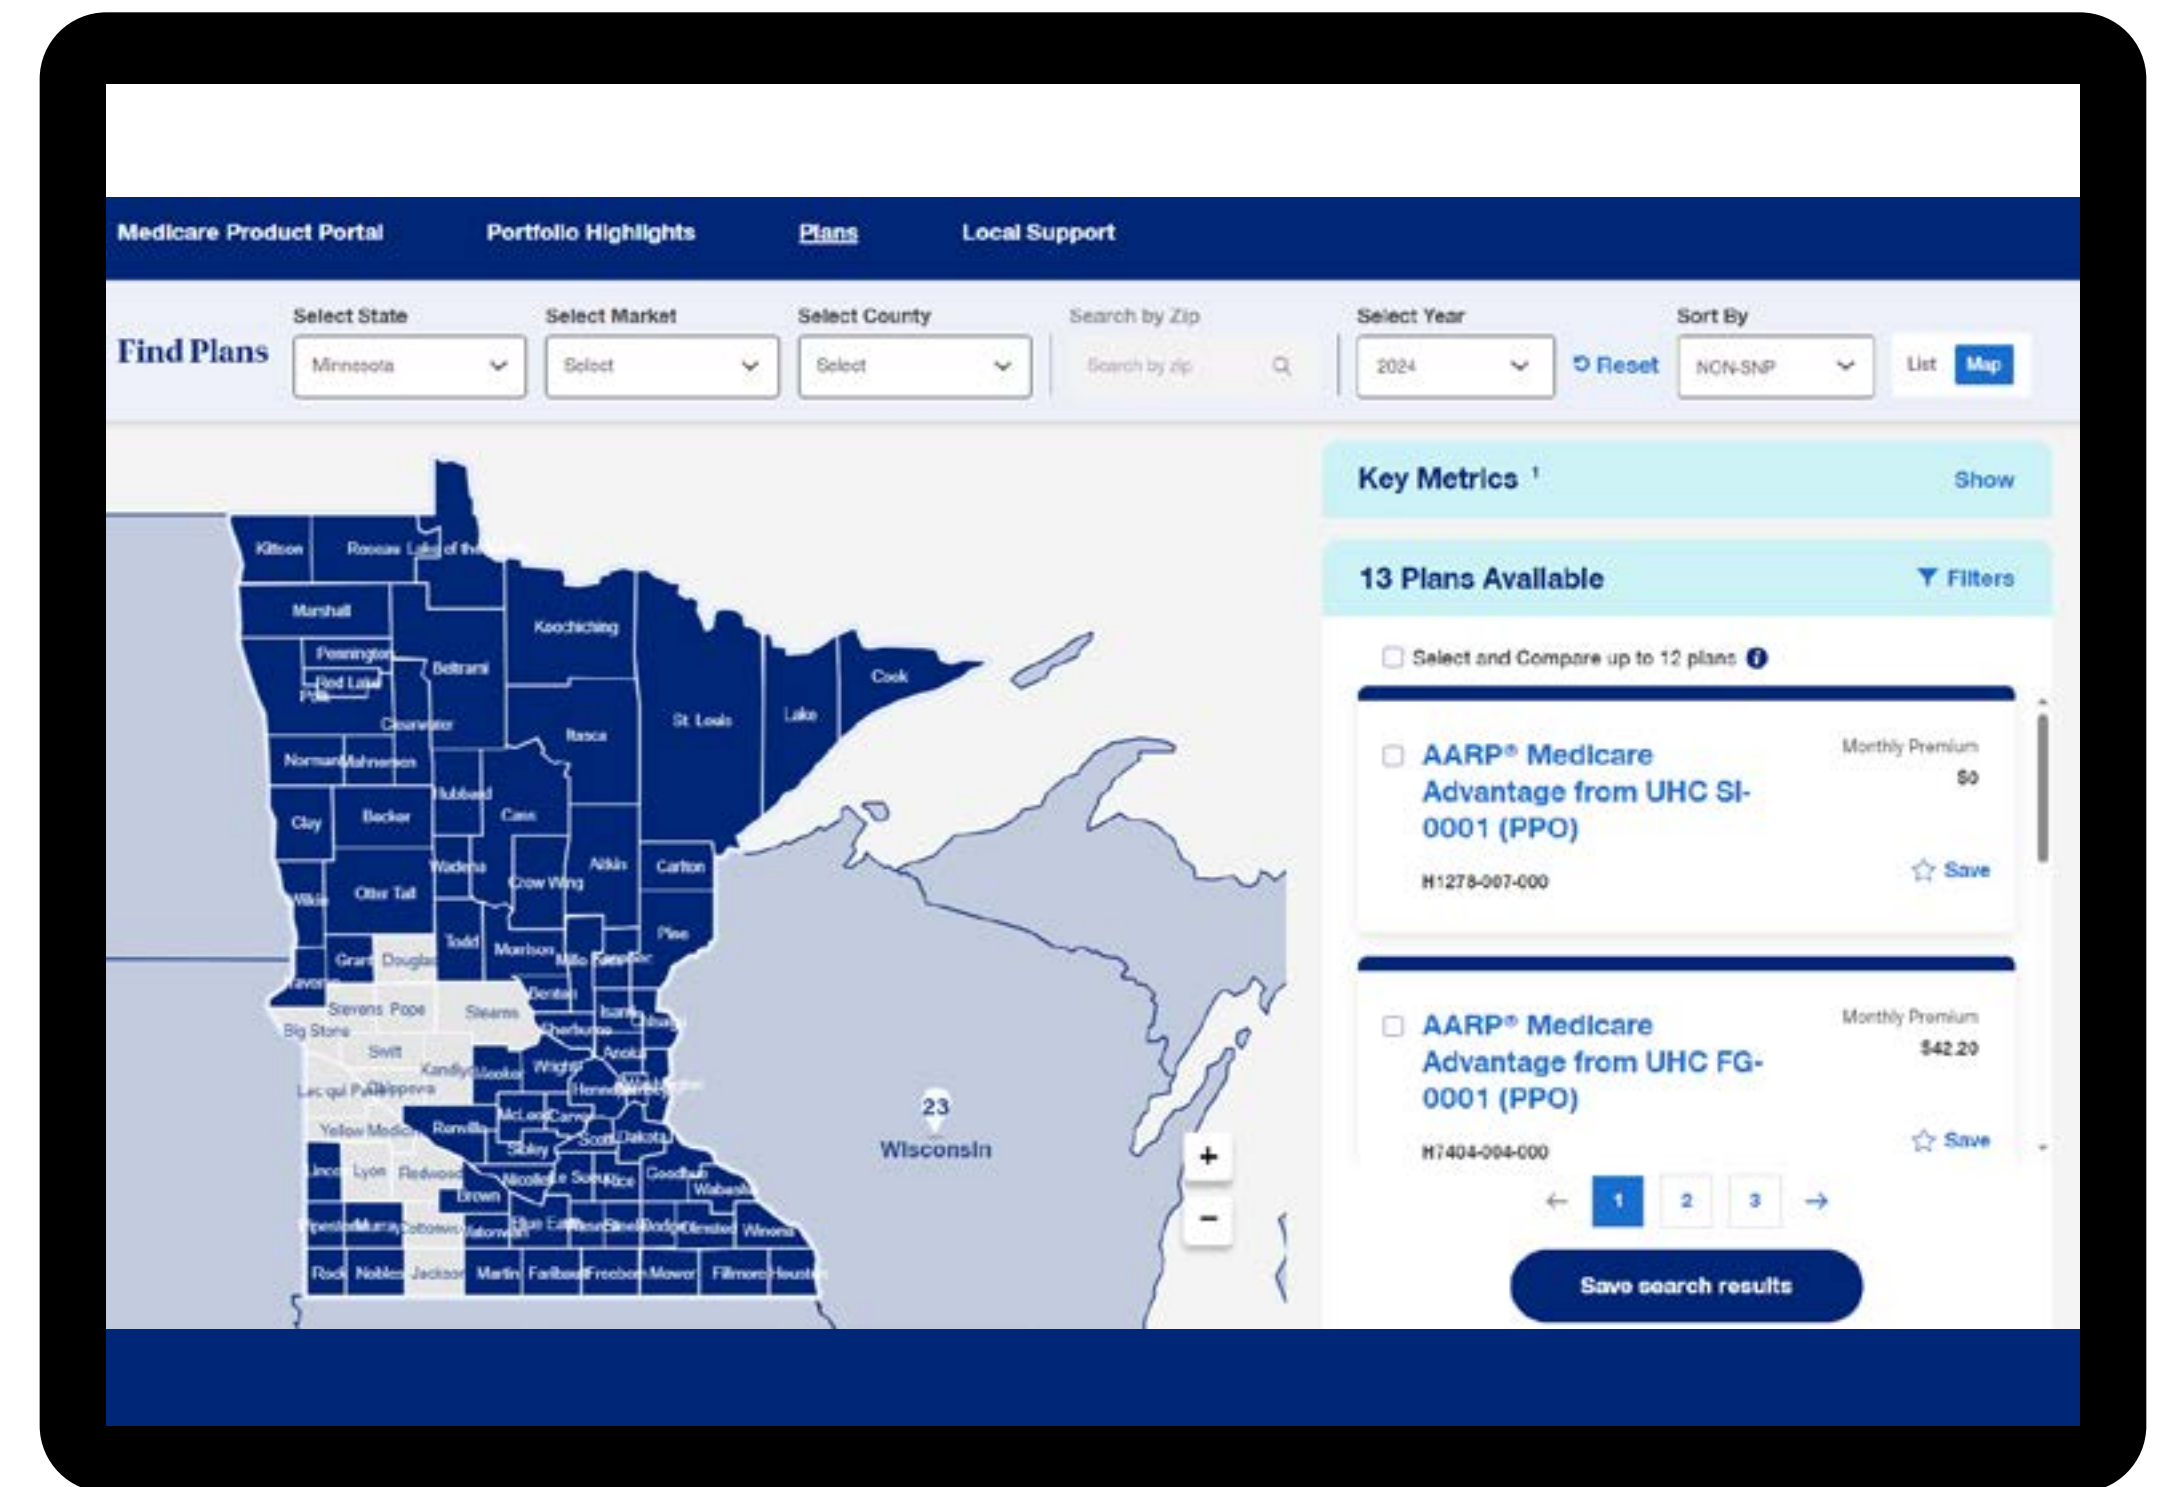 Medicare Product Portal
Portfolio Highlights
Plans
Local Support
Find Plans
Select State
Minnesota
Select Market
Select
Select County
Select
Search by Zip
Search by zip
Select Year
2024
Reset
Sort By
NON-SNP
List
Map
Key Metrics 1
Show
13 Plans Available
Filters
Select and Compare up to 12 plans
AARP® Medicare
Advantage from UHC SI-
0001 (PPO)
Monthly Premium
$0
H1278-007-000
Save
AARP® Medicare
Advantage from UHC FG-
0001 (PPO)
Monthly Premium
$42.20
H7404-004-000
Save
1
2
3
Save search results
Kittson
Roseau
Lake of the
Marshall
Koochiching
Pennington
Beltrami
Red Lake
Cook
Polk
Clearwater
St. Louis
Lake
Itasca
Norman
Mahnomen
Hubbard
Clay
Becker
Cass
Wadena
Aitkin
Carlton
Otter Tail
Crow Wing
Pine
Todd
Morrison
Grant
Douglas
Benton
Stevens
Pope
Stearns
Big Stone
Swift
Anoka
Wright
Chippewa
Renville
Sibley
Scott
Dakota
Lyon
Redwood
Nicollet
Rice
Brown
Murray
Winona
Rock
Nobles
Jackson
Martin
Mower
Fillmore
23
Wisconsin
+
−